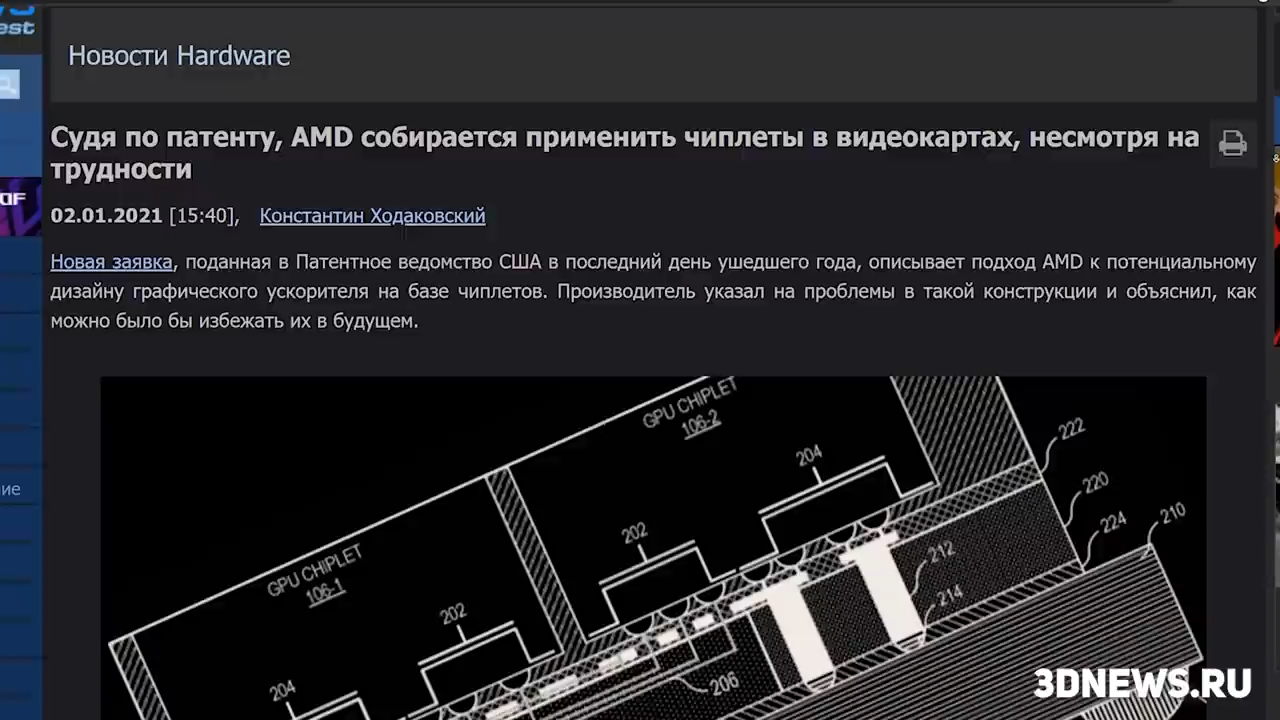 est
Новости Hardware
Судя по патенту, AMD собирается применить чиплеты в видеокартах, несмотря на
трудности
OF
02.01.2021 [15:40], Константин Ходаковский
Новая заявка, поданная в Патентное ведомство США в последний день ушедшего года, описывает подход AMD к потенциальному
дизайну графического ускорителя на базе чиплетов. Производитель указал на проблемы в такой конструкции и объяснил, как
можно было бы избежать их в будущем.
GPU CHIPLET
106-2
222
204
220
ие
224
210
202
212
GPU CHIPLET
106-1
214
202
204
206
3DNEWS.RU